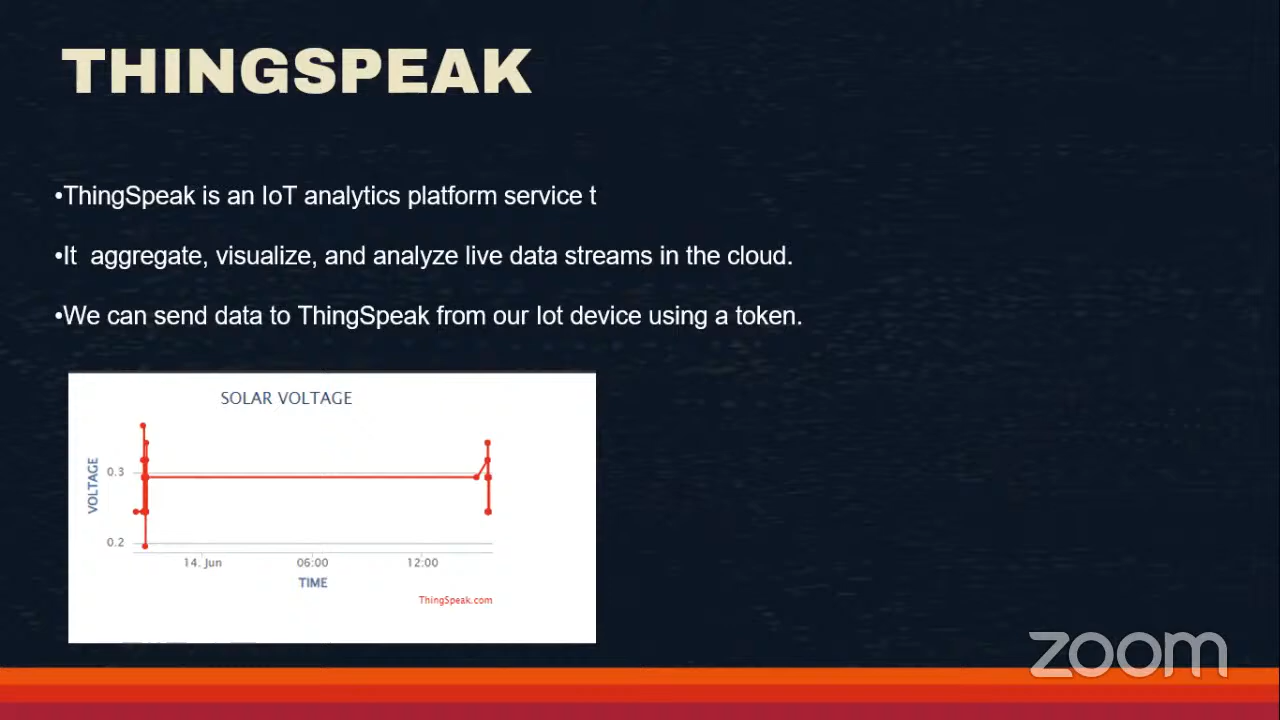 THINGSPEAK
•ThingSpeak is an IoT analytics platform service t
•It aggregate, visualize, and analyze live data streams in the cloud.
•We can send data to ThingSpeak from our Iot device using a token.
SOLAR VOLTAGE
VOLTAGE
0.3
0.2
14. Jun 06:00 12:00
TIME
ThingSpeak.com
zoom